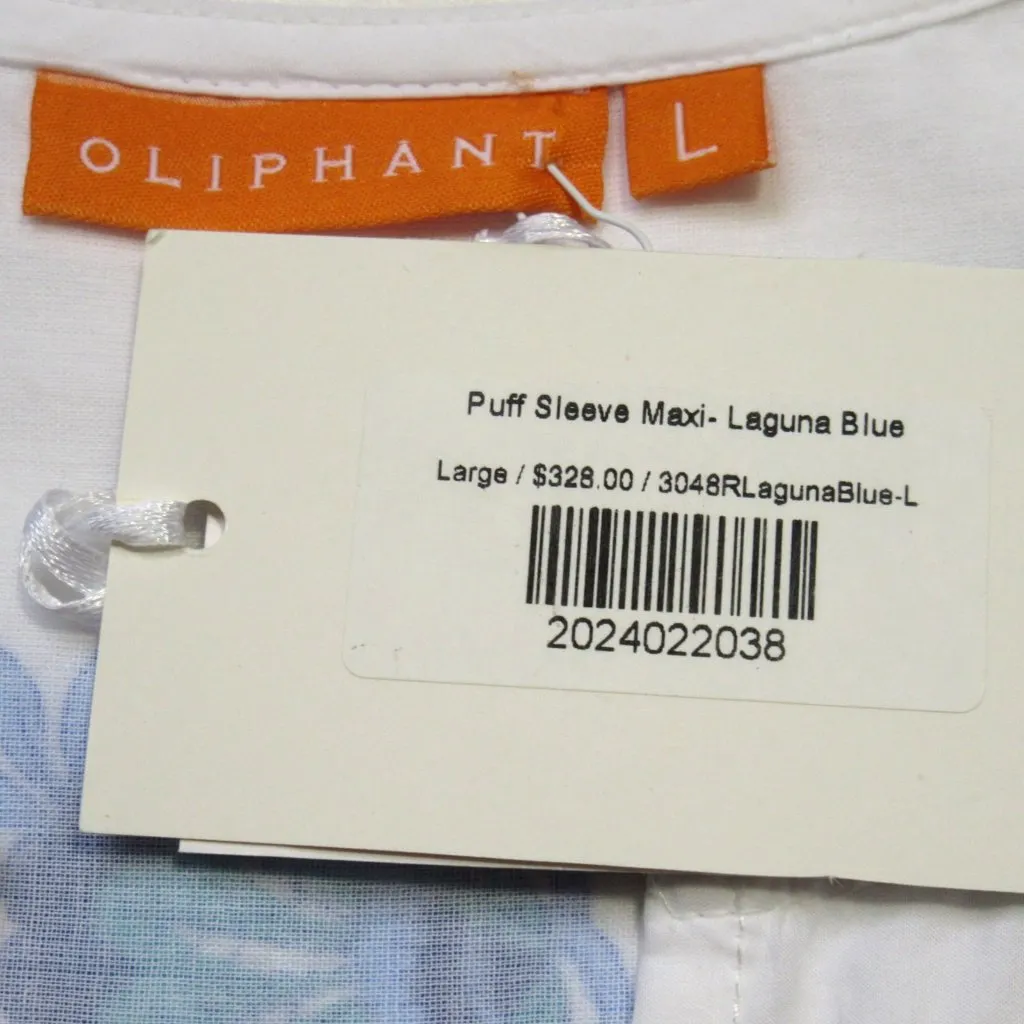 OLIPHANT
L
Puff Sleeve Maxi- Laguna Blue
Large / $328.00 / 3048RLagunaBlue-L
2024022038